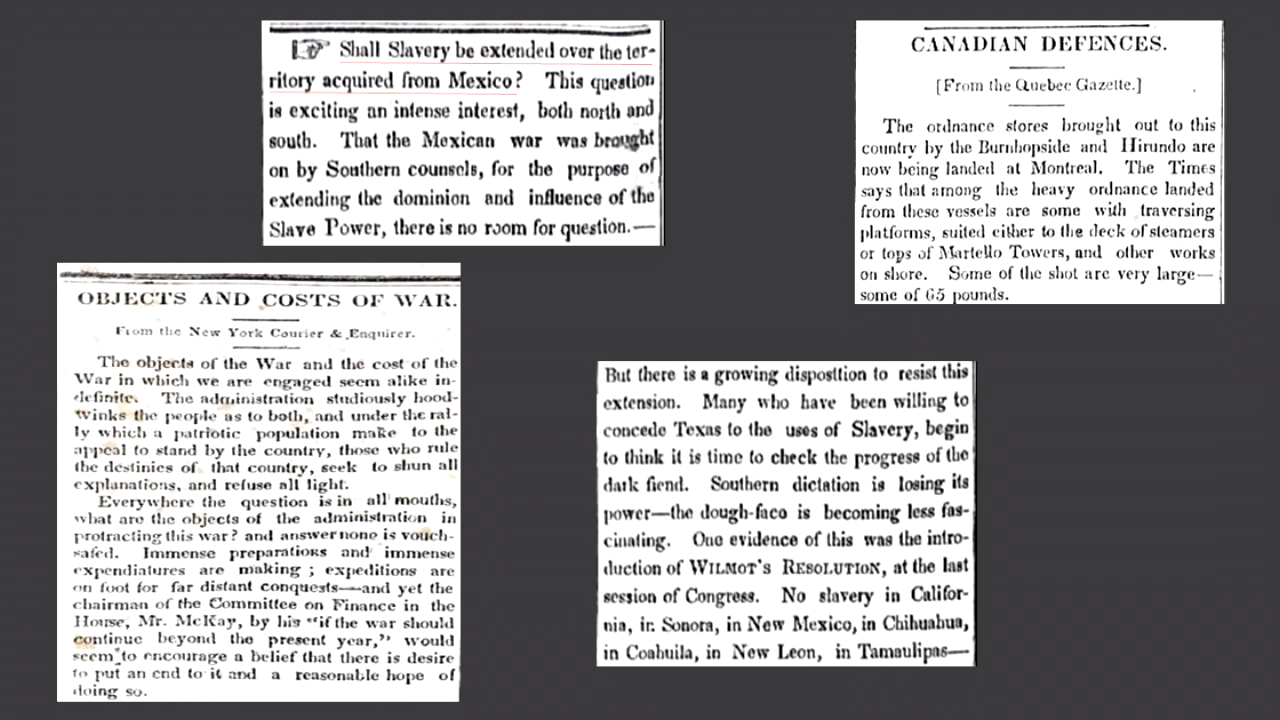 ☞ Shall Slavery be extended over the ter-
ritory acquired from Mexico? This question
is exciting an intense interest, both north and
south. That the Mexican war was brought
on by Southern counsels, for the purpose of
extending the dominion and influence of the
Slave Power, there is no room for question.—
CANADIAN DEFENCES.
[From the Quebec Gazette.]
The ordnance stores brought out to this
country by the Burnhopside and Hirundo are
now being landed at Montreal. The Times
says that among the heavy ordnance landed
from these vessels are some with traversing
platforms, suited either to the deck of steamers
or tops of Martello Towers, and other works
on shore. Some of the shot are very large—
some of 65 pounds.
OBJECTS AND COSTS OF WAR.
From the New York Courier & Enquirer.
The objects of the War and the cost of the
War in which we are engaged seem alike in-
definite. The administration studiously hood-
winks the people as to both, and under the ral-
ly which a patriotic population make to the
appeal to stand by the country, those who rule
the destinies of that country, seek to shun all
explanations, and refuse all light.
Everywhere the question is in all mouths,
what are the objects of the administration in
protracting this war? and answer none is vouch-
safed. Immense preparations and immense
expendiatures are making; expeditions are
on foot for far distant conquests—and yet the
chairman of the Committee on Finance in the
House, Mr. McKay, by his "if the war should
continue beyond the present year," would
seem to encourage a belief that there is desire
to put an end to it and a reasonable hope of
doing so.
But there is a growing disposition to resist this
extension. Many who have been willing to
concede Texas to the uses of Slavery, begin
to think it is time to check the progress of the
dark fiend. Southern dictation is losing its
power—the dough-face is becoming less fas-
cinating. One evidence of this was the intro-
duction of WILMOT'S RESOLUTION, at the last
session of Congress. No slavery in Califor-
nia, in Sonora, in New Mexico, in Chihuahua,
in Coahuila, in New Leon, in Tamaulipas—